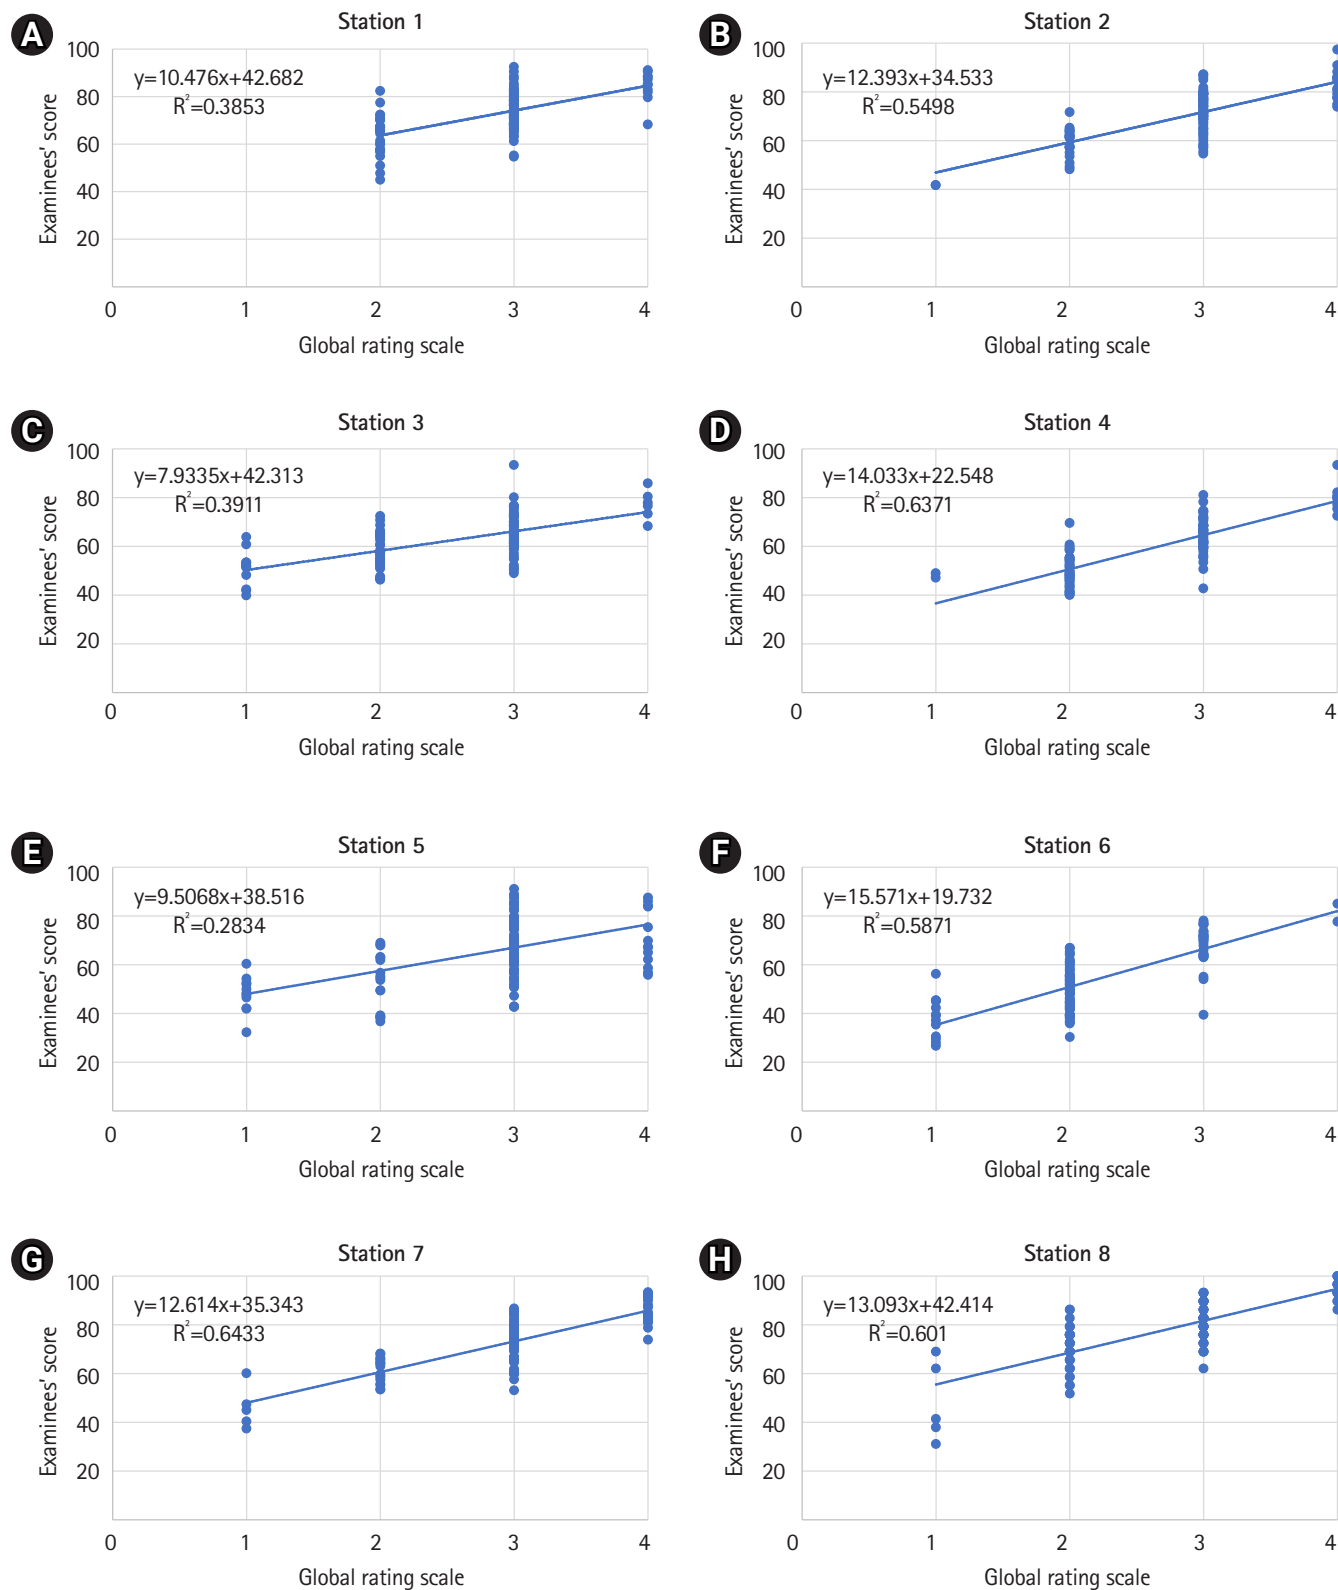 A
Station 1
y=10.476x+42.682
R²=0.3853
Examinees' score
100
80
60
40
20
0 1 2 3 4
Global rating scale
B
Station 2
y=12.393x+34.533
R²=0.5498
Examinees' score
100
80
60
40
20
0 1 2 3 4
Global rating scale
C
Station 3
y=7.9335x+42.313
R²=0.3911
Examinees' score
100
80
60
40
20
0 1 2 3 4
Global rating scale
D
Station 4
y=14.033x+22.548
R²=0.6371
Examinees' score
100
80
60
40
20
0 1 2 3 4
Global rating scale
E
Station 5
y=9.5068x+38.516
R²=0.2834
Examinees' score
100
80
60
40
20
0 1 2 3 4
Global rating scale
F
Station 6
y=15.571x+19.732
R²=0.5871
Examinees' score
100
80
60
40
20
0 1 2 3 4
Global rating scale
G
Station 7
y=12.614x+35.343
R²=0.6433
Examinees' score
100
80
60
40
20
0 1 2 3 4
Global rating scale
H
Station 8
y=13.093x+42.414
R²=0.601
Examinees' score
100
80
60
40
20
0 1 2 3 4
Global rating scale